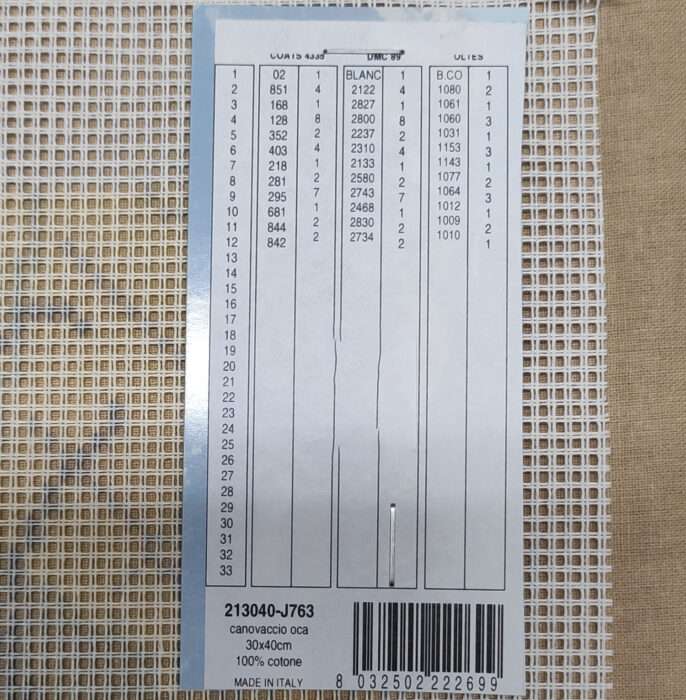 COATS 4335 DMC 89 OLTES
1 02 1 BLANC 1 B.CO 1
2 851 4 2122 4 1080 2
3 168 1 2827 1 1061 1
4 128 8 2800 8 1060 3
5 352 2 2237 2 1031 1
6 403 4 2310 4 1153 3
7 218 1 2133 1 1143 1
8 281 2 2580 2 1077 2
9 295 7 2743 7 1064 3
10 681 1 2468 1 1012 1
11 844 2 2830 2 1009 2
12 842 2 2734 2 1010 1
13
14
15
16
17
18
19
20
21
22
23
24
25
26
27
28
29
30
31
32
33
213040-J763
canovaccio oca
30x40cm
100% cotone
MADE IN ITALY
8 032502 222699